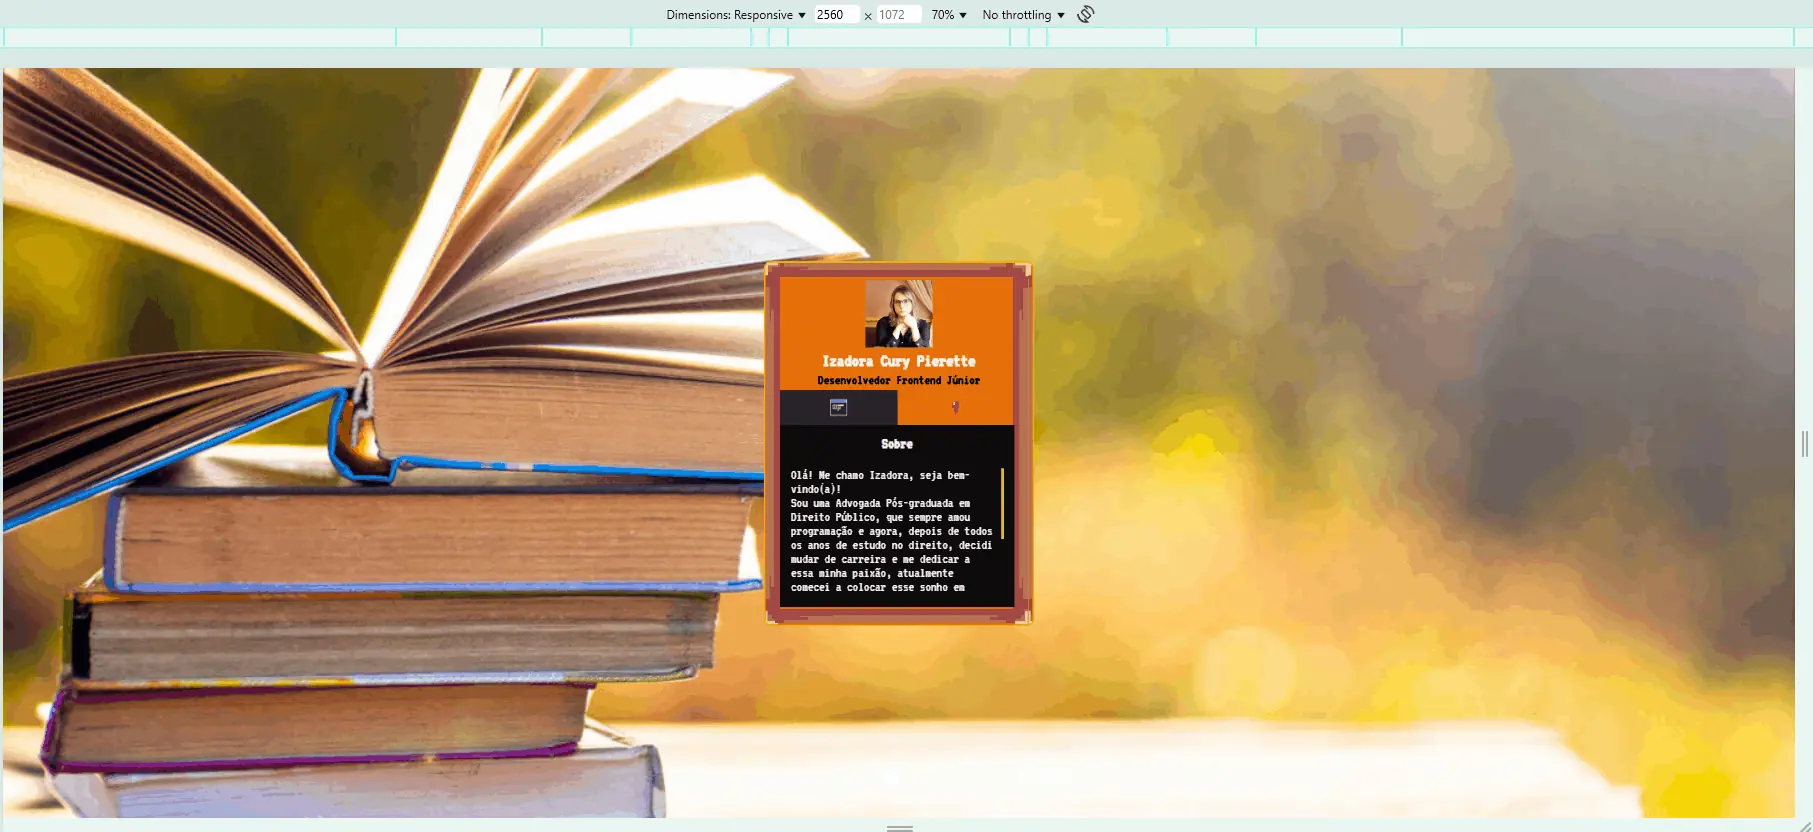 Dimensions: Responsive ▼ 2560 × 1072 70% ▼ No throttling ▼
Izadora Cury Pierette
Desenvolvedor Frontend Júnior
Sobre
Olá! Me chamo Izadora, seja bem-
vindo(a)!
Sou uma Advogada Pós-graduada em
Direito Público, que sempre amou
programação e agora, depois de todos
os anos de estudo no direito, decidi
mudar de carreira e me dedicar a
essa minha paixão, atualmente
comecei a colocar esse sonho em